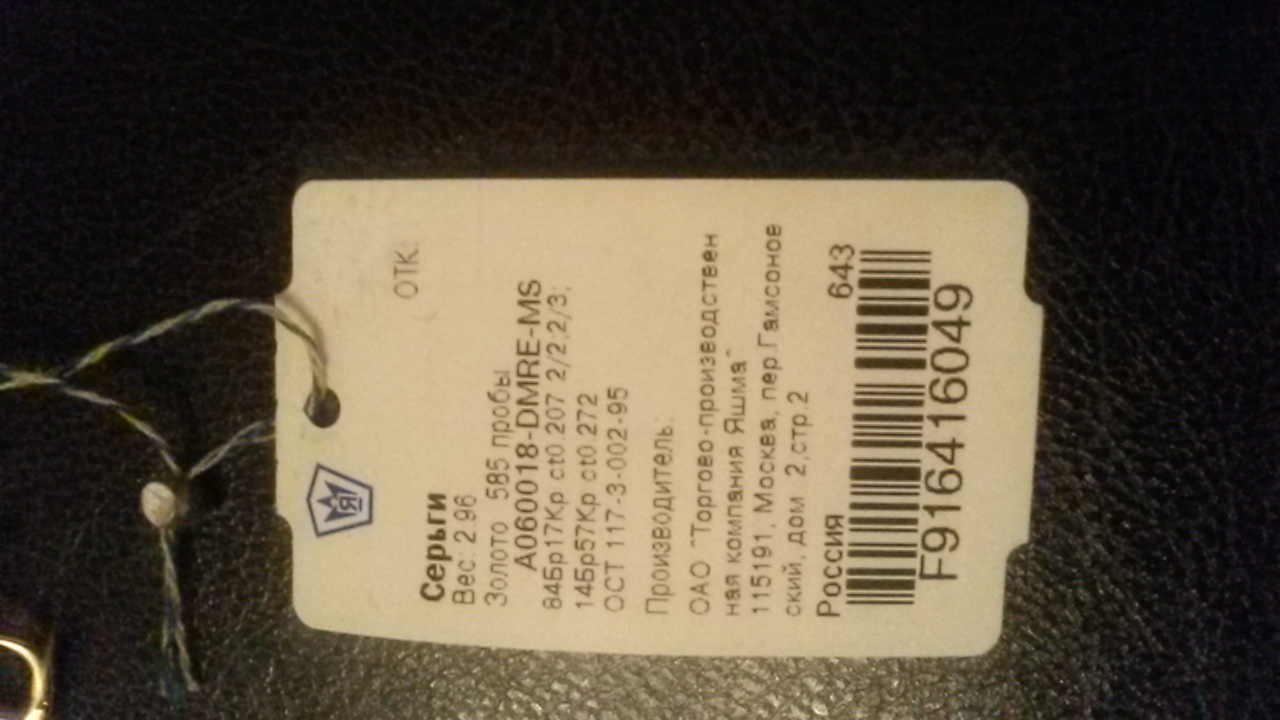 ОТК:
Я
Серьги
Вес: 2.96
Золото 585 пробы
A060018-DMRE-MS
84Бр17Кр ct0.207 2/2,2/3;
14Бр57Кр ct0.272
ОСТ 117-3-002-95
Производитель:
ОАО "Торгово-производствен
ная компания Яшма"
115191, Москва, пер.Гамсонов
ский, дом 2,стр.2
Россия 643
F916416049